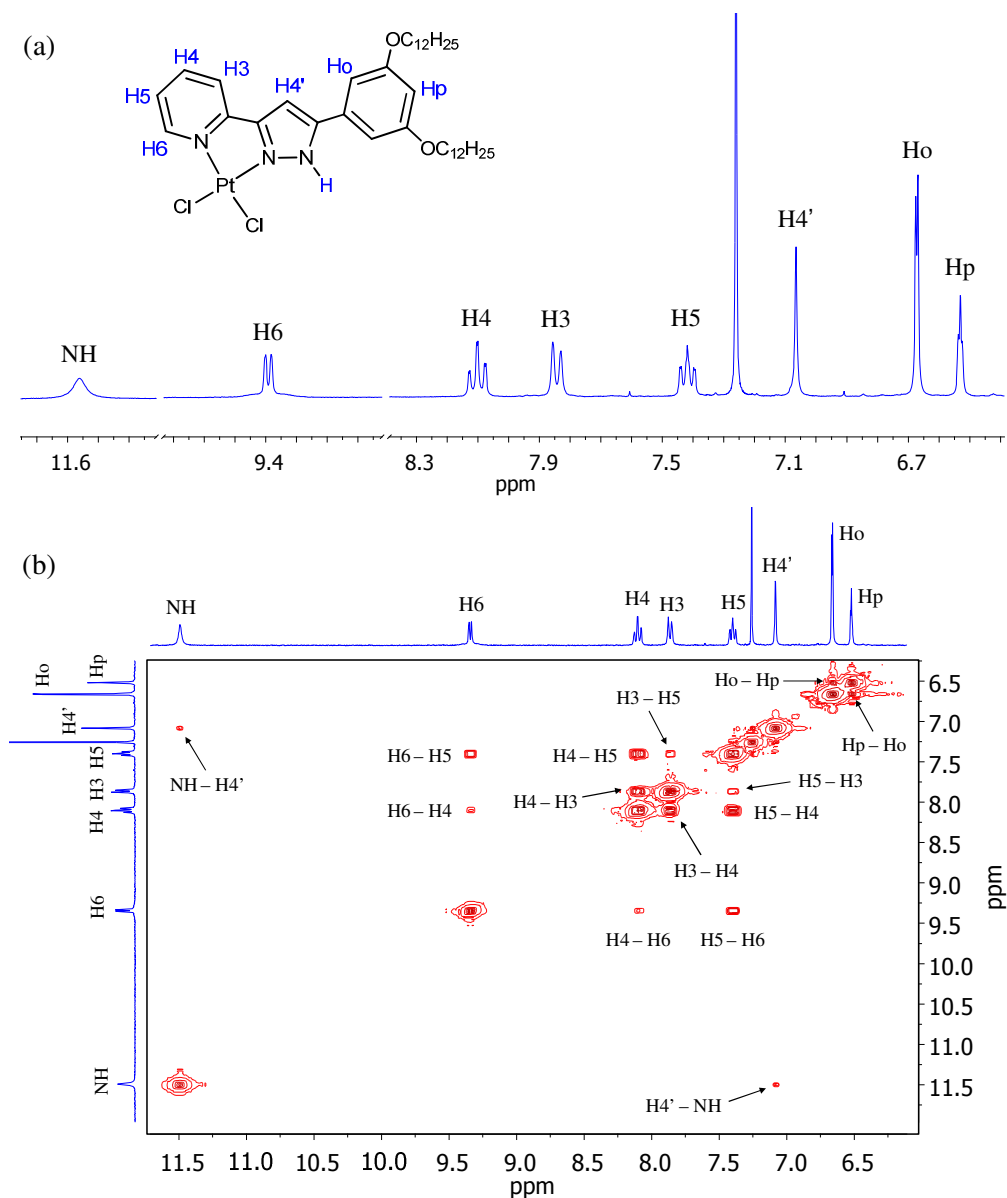 (a)
OC12H25
H4
H3
H4'
Ho
Hp
H5
H6
N
N
N
H
OC12H25
Pt
Cl
Cl
NH
H6
H4
H3
H5
H4’
Ho
Hp
11.6
9.4
8.3
7.9
7.5
7.1
6.7
ppm
(b)
NH
H6
H4
H3
H5
H4’
Ho
Hp
Ho
Hp
H4’
H5
H3
H4
H6
NH
Ho – Hp
Hp – Ho
H3 – H5
H6 – H5
H4 – H5
NH – H4’
H4 – H3
H5 – H3
H6 – H4
H5 – H4
H3 – H4
H4 – H6
H5 – H6
H4’ – NH
6.5
7.0
7.5
8.0
8.5
9.0
9.5
10.0
10.5
11.0
11.5
ppm
11.5
11.0
10.5
10.0
9.5
9.0
8.5
8.0
7.5
7.0
6.5
ppm